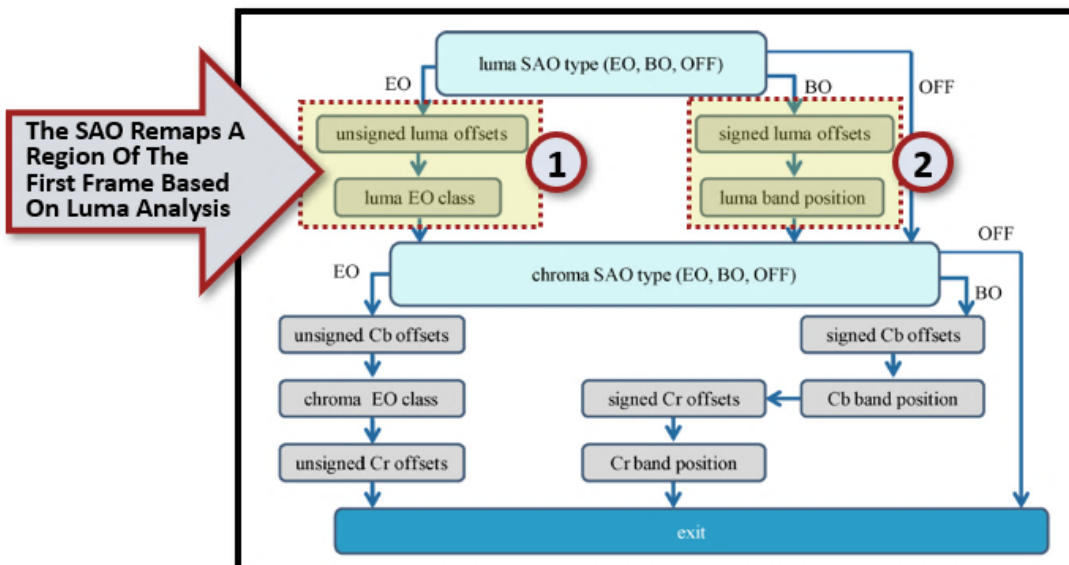 luma SAO type (EO, BO, OFF)
EO
BO
OFF
The SAO Remaps A
Region Of The
First Frame Based
On Luma Analysis
unsigned luma offsets
luma EO class
1
signed luma offsets
luma band position
2
chroma SAO type (EO, BO, OFF)
EO
BO
OFF
unsigned Cb offsets
chroma EO class
unsigned Cr offsets
signed Cb offsets
Cb band position
signed Cr offsets
Cr band position
exit